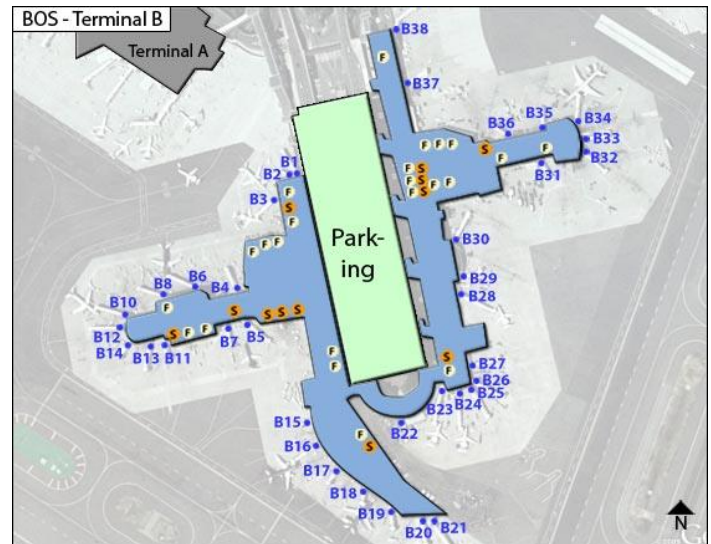 BOS - Terminal B
Terminal A
B38
B37
B36
B35
B34
B33
B32
B31
B1
B2
B3
Park-
ing
B30
B29
B28
B6
B8
B4
B10
B12
B14
B13
B11
B7
B5
B27
B26
B25
B24
B23
B22
B15
B16
B17
B18
B19
B20
B21
F
F
F
F
S
F
F
F
S
F
S
F
S
F
F
F
S
F
F
F
F
F
S
S
S
S
S
F
F
F
F
F
S
F
F
S
N